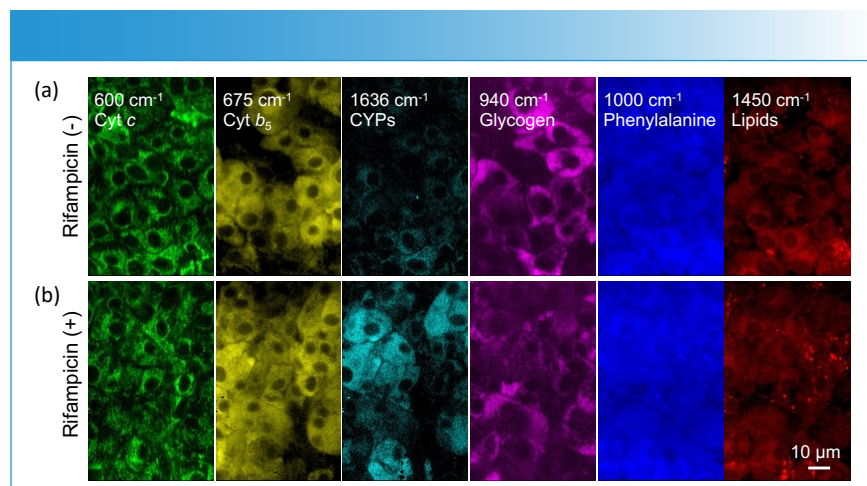 (a)
Rifampicin (-)
600 cm⁻¹
Cyt c
675 cm⁻¹
Cyt b₅
1636 cm⁻¹
CYPs
940 cm⁻¹
Glycogen
1000 cm⁻¹
Phenylalanine
1450 cm⁻¹
Lipids
(b)
Rifampicin (+)
10 μm